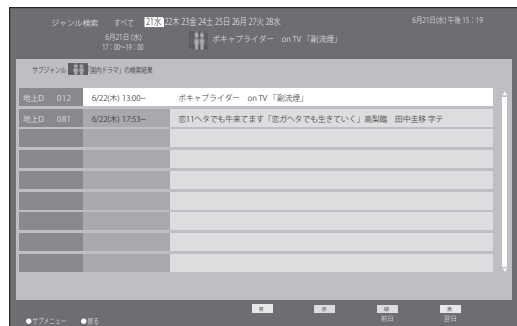 ジャンル検索 すべて 21水 22木 23金 24土 25日 26月 27火 28水 6月21日(水) 午後 15：19
6月21日 (水)
17：00~19：00
ボキャブライダー on TV 「副流煙」
サブジャンル 「国内ドラマ」の検索結果
地上D 012 6/22(木) 13:00~ ボキャブライダー on TV 「副流煙」
地上D 081 6/22(木) 17:53~ 恋11ヘタでも牛来てます「恋ガヘタでも生きていく」高梨臨 田中圭移 字デ
青 赤 緑 黄
前日 翌日
●サブメニュー ●戻る